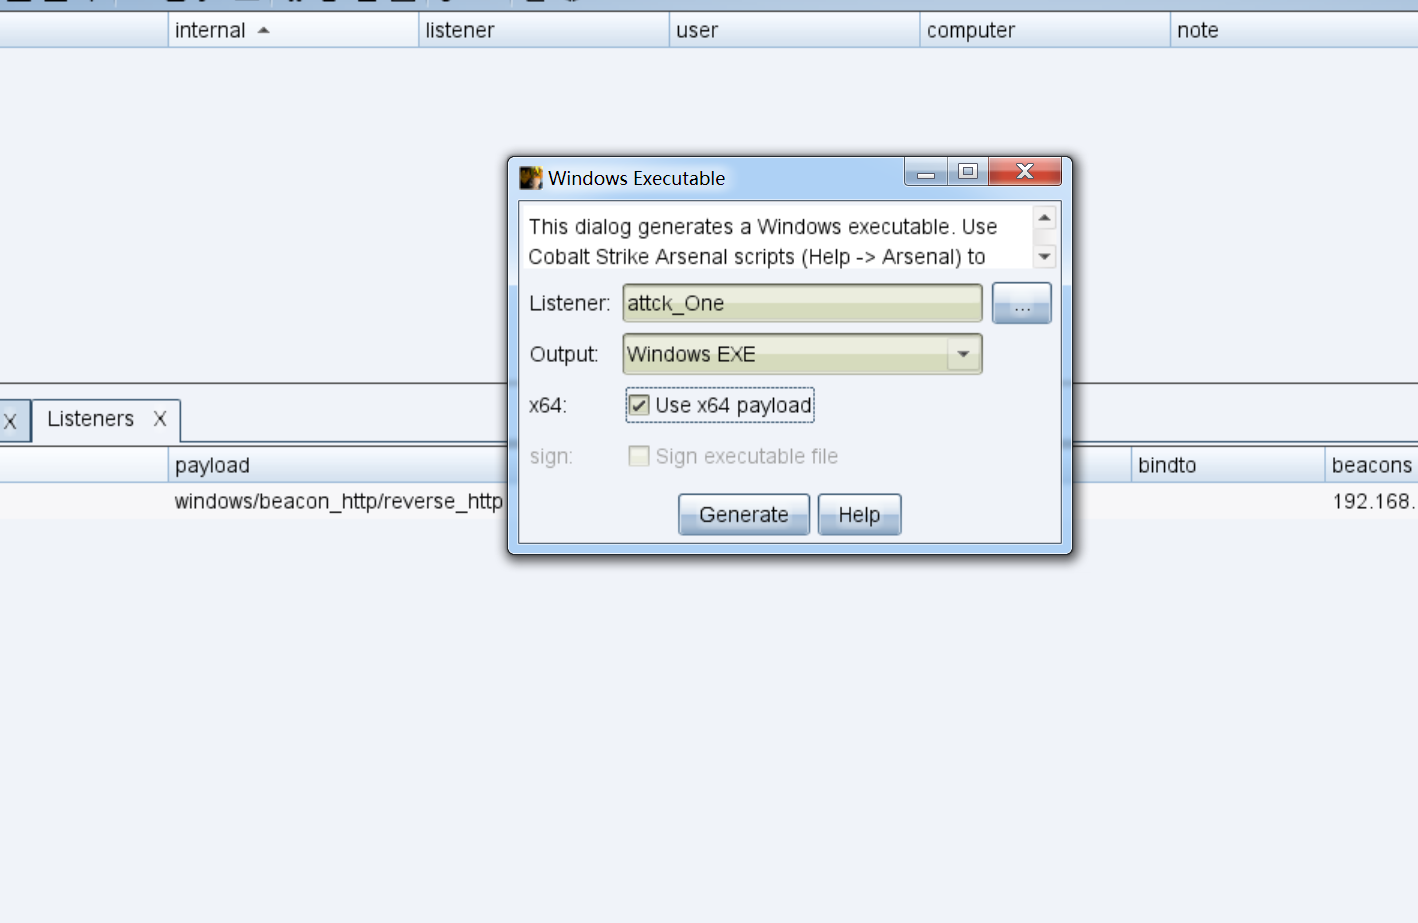 internal listener user computer note
Windows Executable
This dialog generates a Windows executable. Use
Cobalt Strike Arsenal scripts (Help -> Arsenal) to
Listener: attck_One ...
Output: Windows EXE
x64: Use x64 payload
sign: Sign executable file
Generate Help
X Listeners X
payload bindto beacons
windows/beacon_http/reverse_http 192.168.